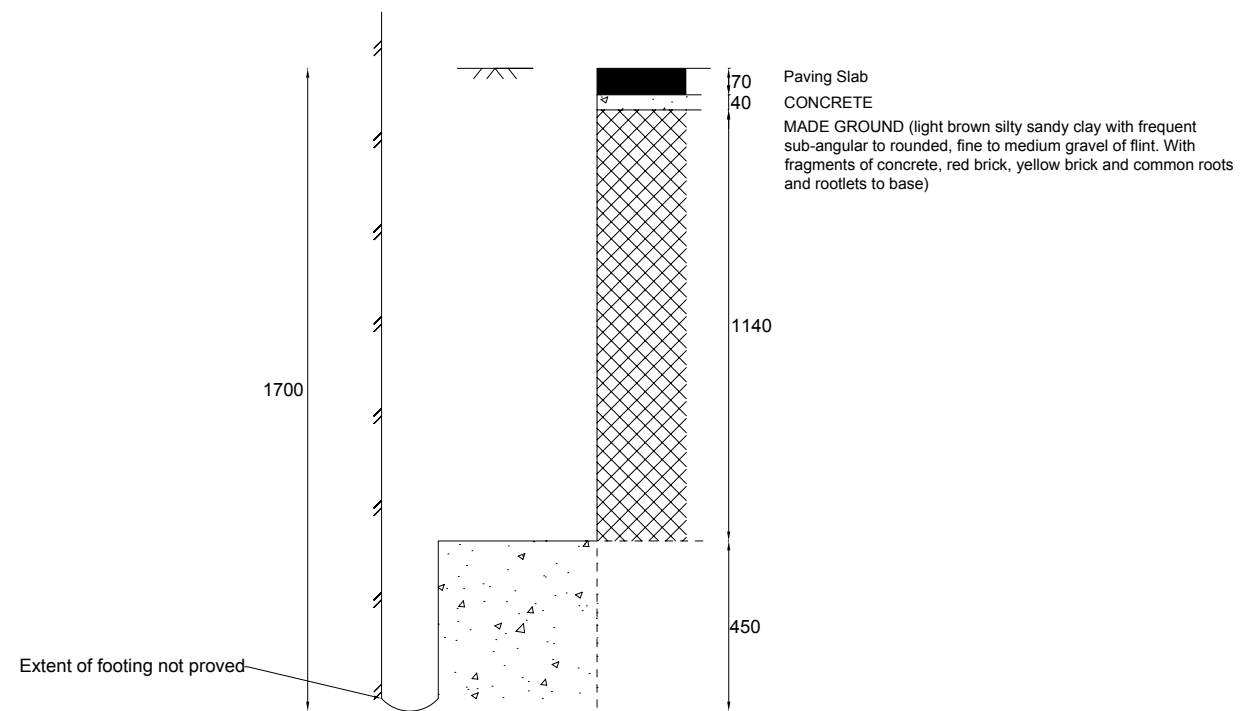 70
Paving Slab
40
CONCRETE
MADE GROUND (light brown silty sandy clay with frequent
sub-angular to rounded, fine to medium gravel of flint. With
fragments of concrete, red brick, yellow brick and common roots
and rootlets to base)
1140
1700
450
Extent of footing not proved